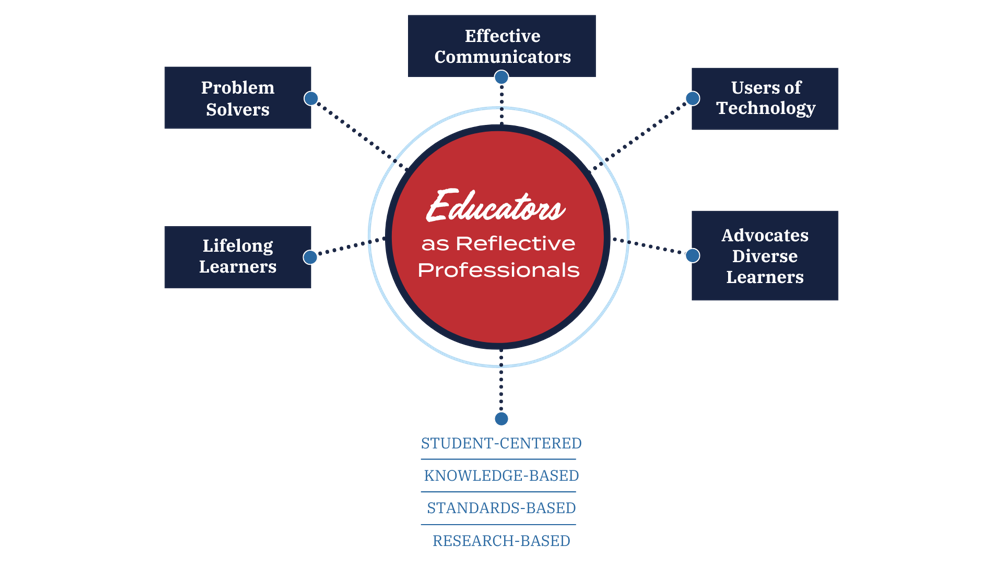 Effective
Communicators
Problem
Solvers
Users of
Technology
Educators
as Reflective
Professionals
Lifelong
Learners
Advocates
Diverse
Learners
STUDENT-CENTERED
KNOWLEDGE-BASED
STANDARDS-BASED
RESEARCH-BASED